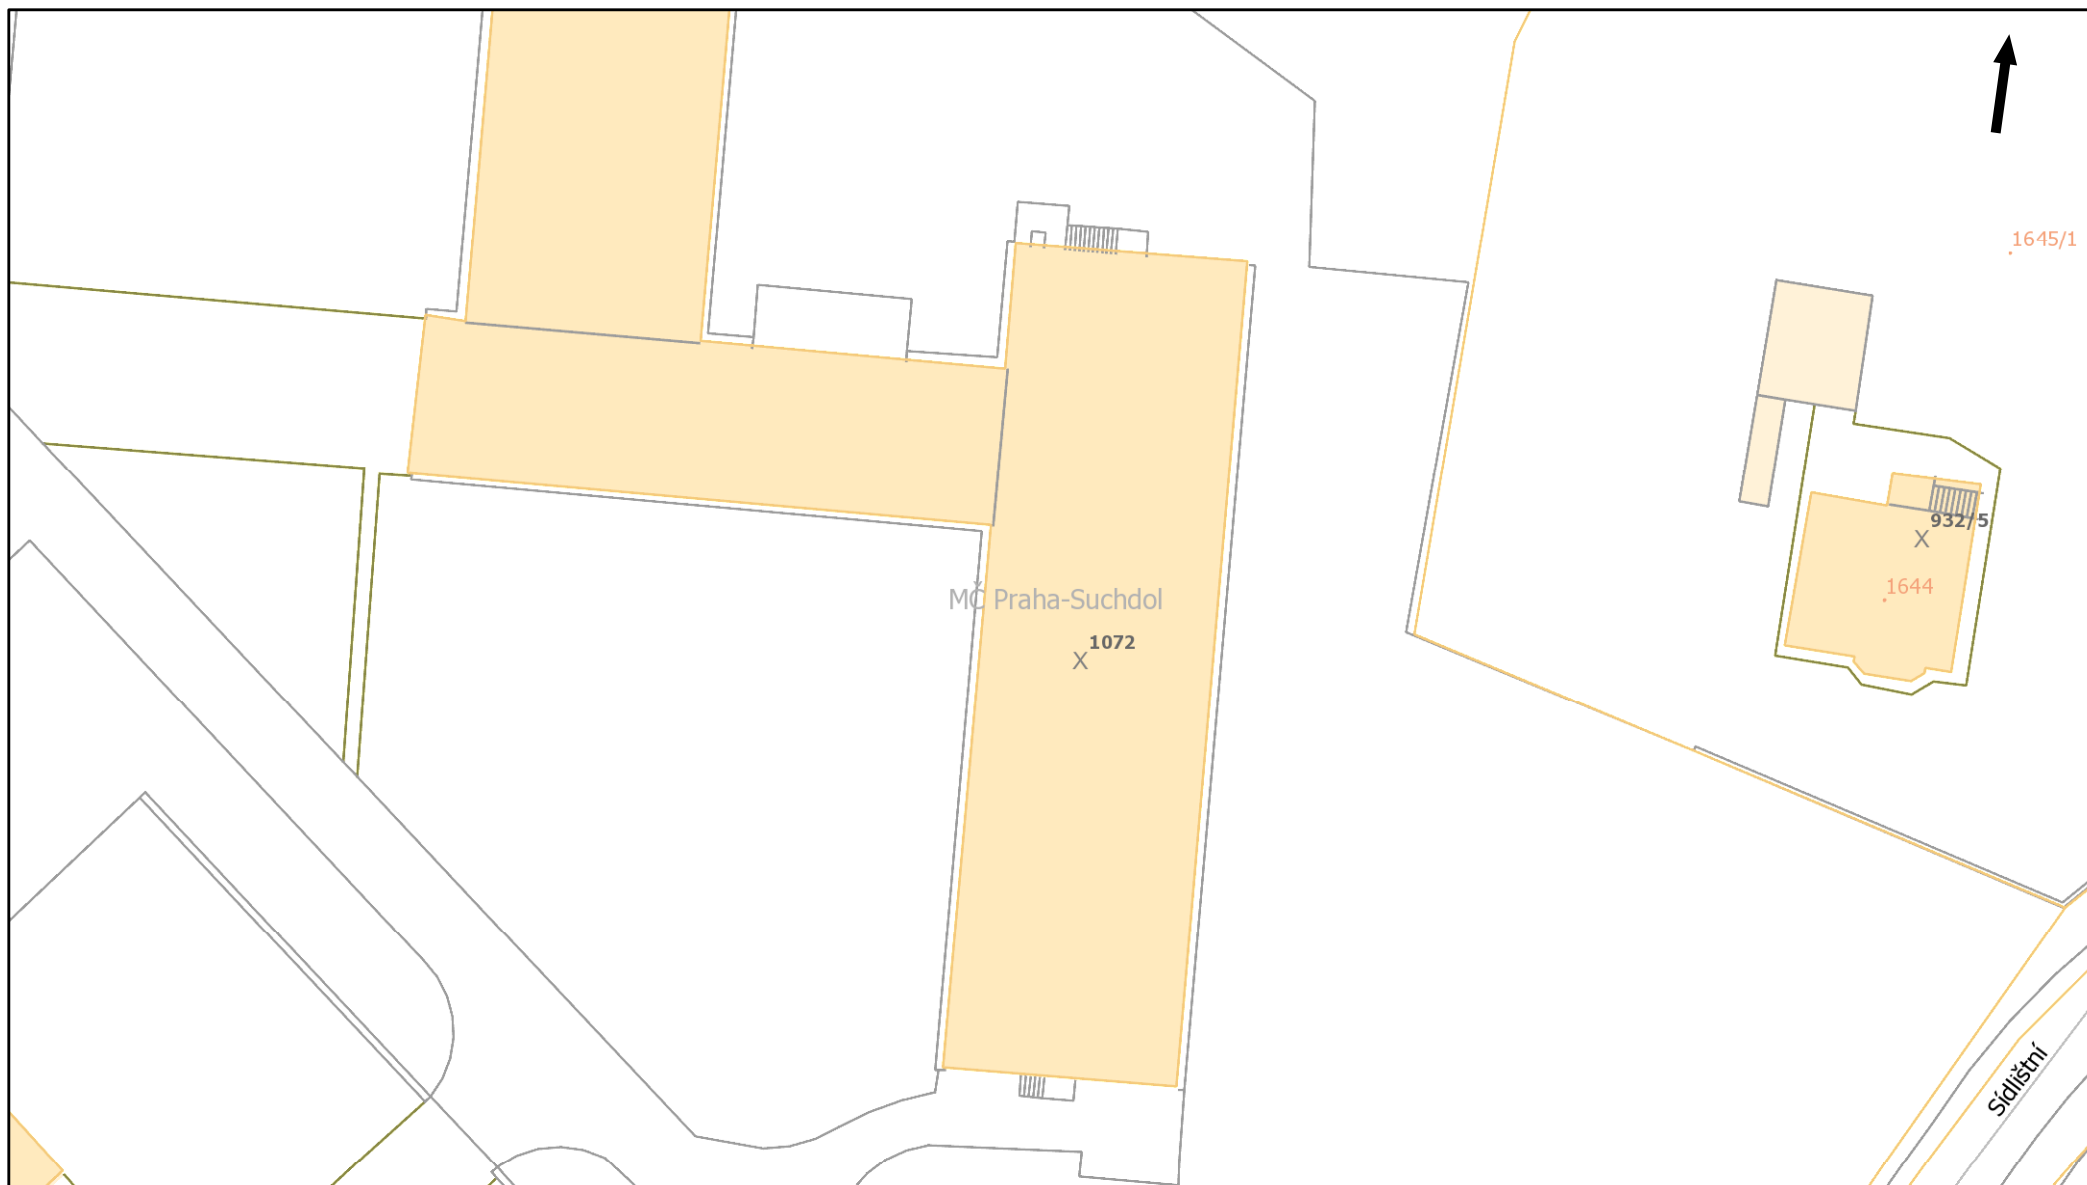 1645/1
932/5
X
1644
MČ Praha-Suchdol
1072
X
Sídlištní